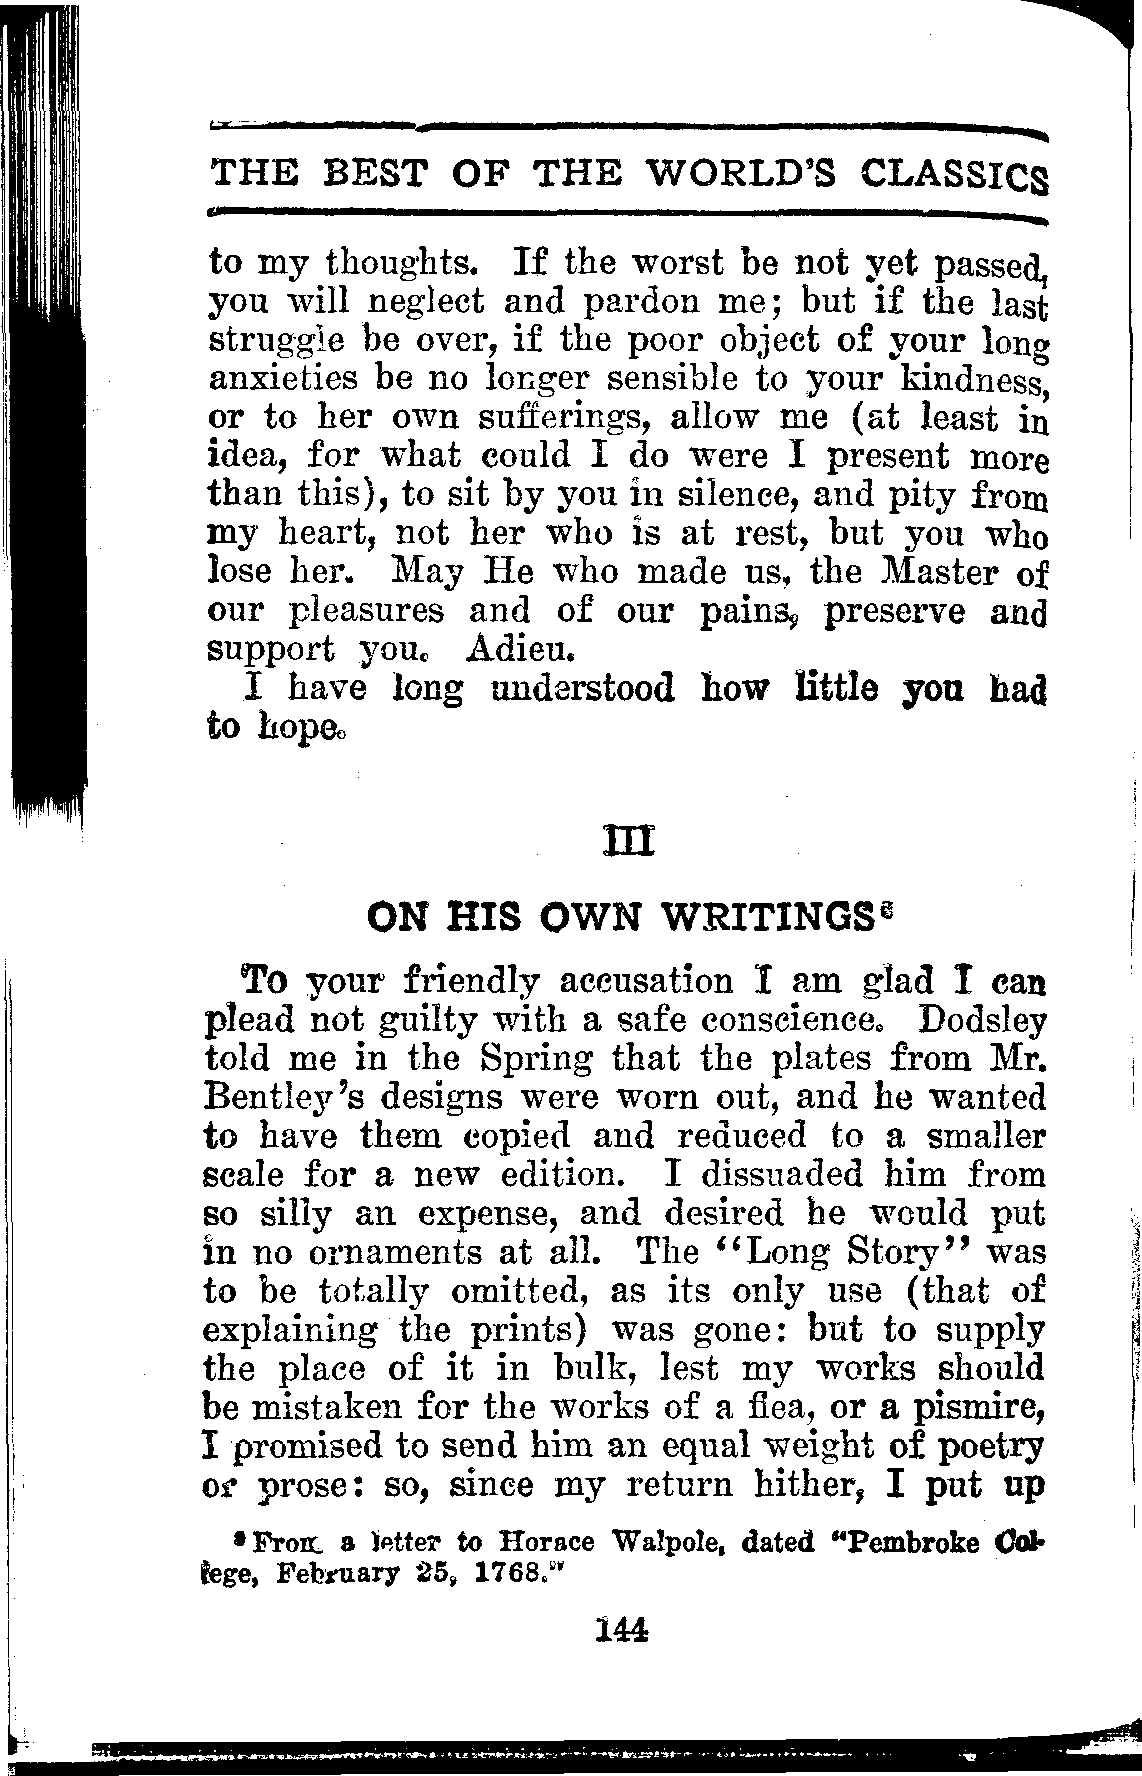 THE BEST OF THE WORLD'S CLASSICS
to my thoughts. If the worst be not yet passed,
you will neglect and pardon me; but if the last
struggle be over, if the poor object of your long
anxieties be no longer sensible to your kindness,
or to her own sufferings, allow me (at least in
idea, for what could I do were I present more
than this), to sit by you in silence, and pity from
my heart, not her who is at rest, but you who
lose her. May He who made us, the Master of
our pleasures and of our pains, preserve and
support you. Adieu.
I have long understood how little you had
to hope.
III
ON HIS OWN WRITINGS⁶
To your friendly accusation I am glad I can
plead not guilty with a safe conscience. Dodsley
told me in the Spring that the plates from Mr.
Bentley's designs were worn out, and he wanted
to have them copied and reduced to a smaller
scale for a new edition. I dissuaded him from
so silly an expense, and desired he would put
in no ornaments at all. The "Long Story" was
to be totally omitted, as its only use (that of
explaining the prints) was gone: but to supply
the place of it in bulk, lest my works should
be mistaken for the works of a flea, or a pismire,
I promised to send him an equal weight of poetry
or prose: so, since my return hither, I put up
⁶ From a letter to Horace Walpole, dated "Pembroke Col-
lege, February 25, 1768."
144